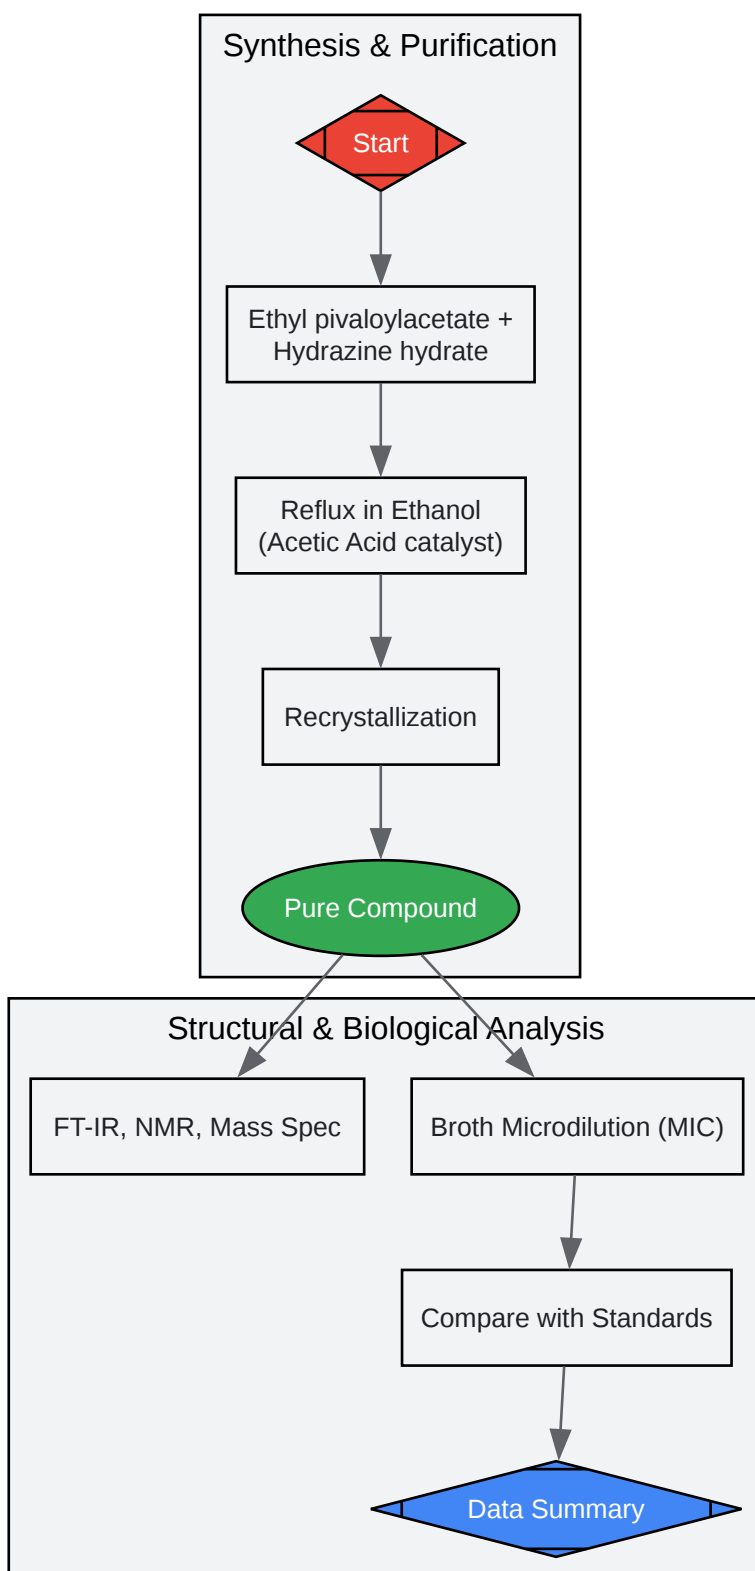 Synthesis & Purification
Start
Ethyl pivaloylacetate +
Hydrazine hydrate
Reflux in Ethanol
(Acetic Acid catalyst)
Recrystallization
Pure Compound
Structural & Biological Analysis
FT-IR, NMR, Mass Spec
Broth Microdilution (MIC)
Compare with Standards
Data Summary